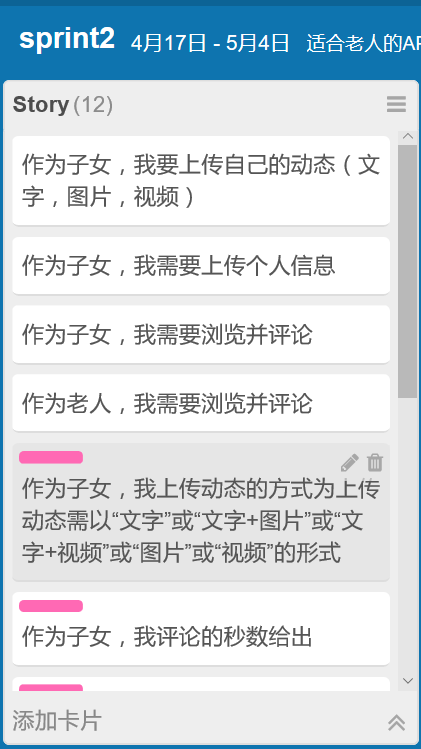 sprint2 4月17日 - 5月4日 适合老人的AP
Story (12)
作为子女，我要上传自己的动态（文
字，图片，视频）
作为子女，我需要上传个人信息
作为子女，我需要浏览并评论
作为老人，我需要浏览并评论
作为子女，我上传动态的方式为上传
动态需以“文字”或“文字+图片”或“文
字+视频”或“图片”或“视频”的形式
作为子女，我评论的秒数给出
添加卡片